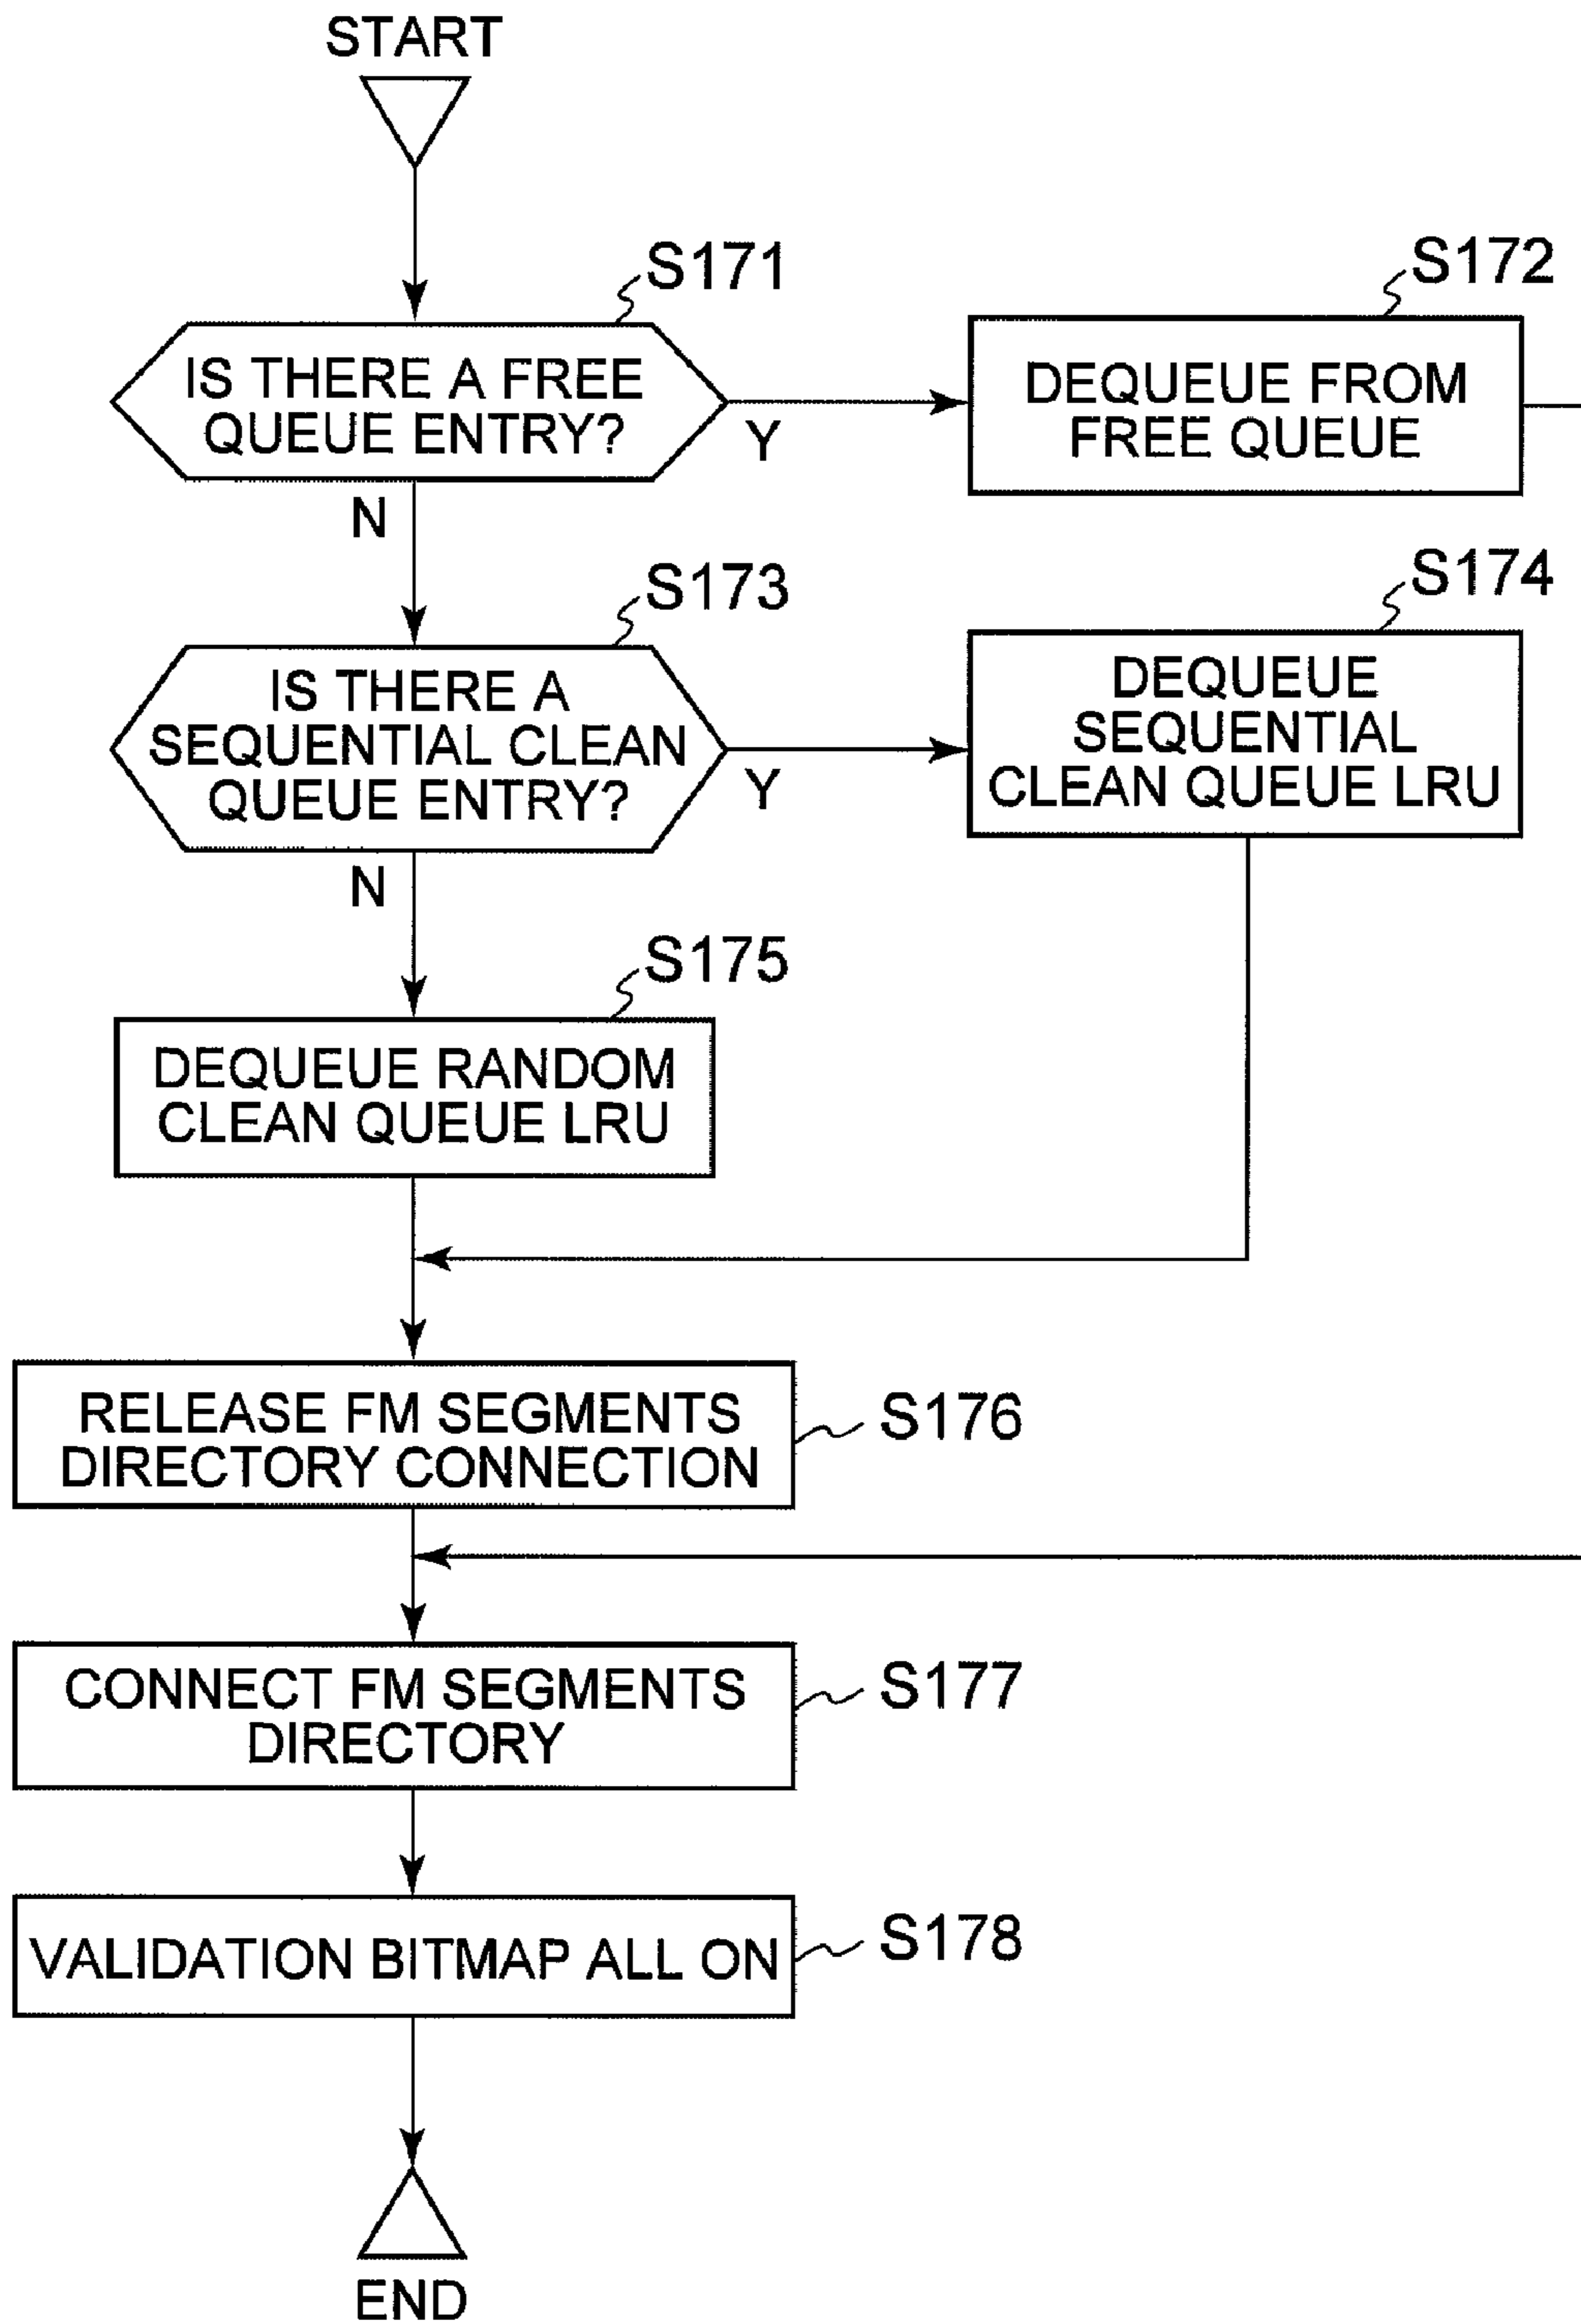 START
S171
IS THERE A FREE
QUEUE ENTRY?
Y
N
S172
DEQUEUE FROM
FREE QUEUE
S173
IS THERE A
SEQUENTIAL CLEAN
QUEUE ENTRY?
Y
N
S174
DEQUEUE
SEQUENTIAL
CLEAN QUEUE LRU
S175
DEQUEUE RANDOM
CLEAN QUEUE LRU
RELEASE FM SEGMENTS
DIRECTORY CONNECTION
S176
CONNECT FM SEGMENTS
DIRECTORY
S177
VALIDATION BITMAP ALL ON
S178
END